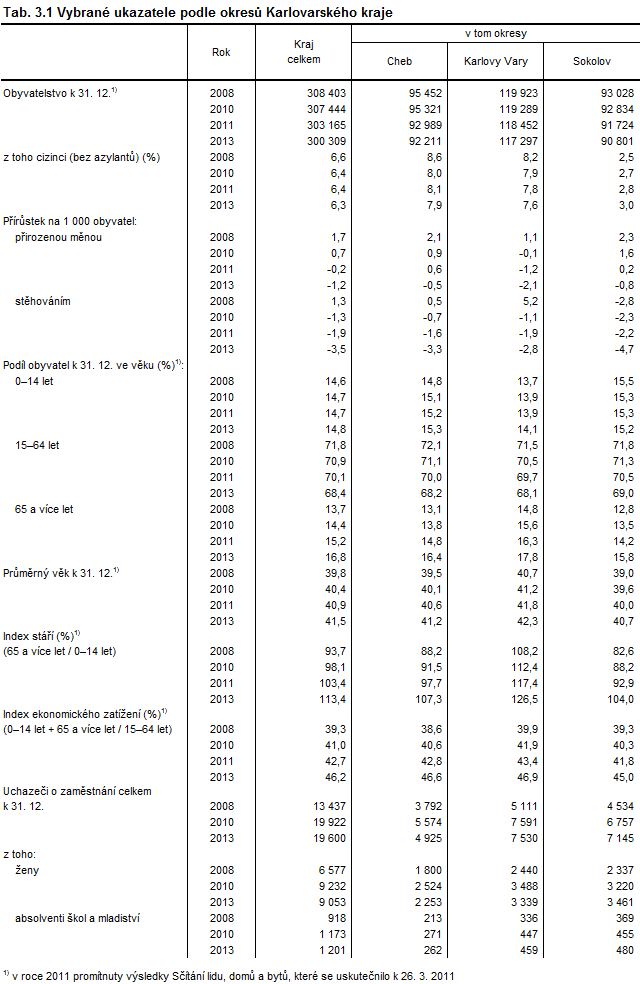 Tab. 3.1 Vybrané ukazatele podle okresů Karlovarského kraje
Rok Kraj celkem v tom okresy
Cheb Karlovy Vary Sokolov
Obyvatelstvo k 31. 12.1) 2008 308 403 95 452 119 923 93 028
2010 307 444 95 321 119 289 92 834
2011 303 165 92 989 118 452 91 724
2013 300 309 92 211 117 297 90 801
z toho cizinci (bez azylantů) (%) 2008 6,6 8,6 8,2 2,5
2010 6,4 8,0 7,9 2,7
2011 6,4 8,1 7,8 2,8
2013 6,3 7,9 7,6 3,0
Přírůstek na 1 000 obyvatel:
přirozenou měnou 2008 1,7 2,1 1,1 2,3
2010 0,7 0,9 -0,1 1,6
2011 -0,2 0,6 -1,2 0,2
2013 -1,2 -0,5 -2,1 -0,8
stěhováním 2008 1,3 0,5 5,2 -2,8
2010 -1,3 -0,7 -1,1 -2,3
2011 -1,9 -1,6 -1,9 -2,2
2013 -3,5 -3,3 -2,8 -4,7
Podíl obyvatel k 31. 12. ve věku (%)1):
0–14 let 2008 14,6 14,8 13,7 15,5
2010 14,7 15,1 13,9 15,3
2011 14,7 15,2 13,9 15,3
2013 14,8 15,3 14,1 15,2
15–64 let 2008 71,8 72,1 71,5 71,8
2010 70,9 71,1 70,5 71,3
2011 70,1 70,0 69,7 70,5
2013 68,4 68,2 68,1 69,0
65 a více let 2008 13,7 13,1 14,8 12,8
2010 14,4 13,8 15,6 13,5
2011 15,2 14,8 16,3 14,2
2013 16,8 16,4 17,8 15,8
Průměrný věk k 31. 12.1) 2008 39,8 39,5 40,7 39,0
2010 40,4 40,1 41,2 39,6
2011 40,9 40,6 41,8 40,0
2013 41,5 41,2 42,3 40,7
Index stáří (%)1)
(65 a více let / 0–14 let) 2008 93,7 88,2 108,2 82,6
2010 98,1 91,5 112,4 88,2
2011 103,4 97,7 117,4 92,9
2013 113,4 107,3 126,5 104,0
Index ekonomického zatížení (%)1)
(0–14 let + 65 a více let / 15–64 let) 2008 39,3 38,6 39,9 39,3
2010 41,0 40,6 41,9 40,3
2011 42,7 42,8 43,4 41,8
2013 46,2 46,6 46,9 45,0
Uchazeči o zaměstnání celkem
k 31. 12. 2008 13 437 3 792 5 111 4 534
2010 19 922 5 574 7 591 6 757
2013 19 600 4 925 7 530 7 145
z toho:
ženy 2008 6 577 1 800 2 440 2 337
2010 9 232 2 524 3 488 3 220
2013 9 053 2 253 3 339 3 461
absolventi škol a mladiství 2008 918 213 336 369
2010 1 173 271 447 455
2013 1 201 262 459 480
1) v roce 2011 promítnuty výsledky Sčítání lidu, domů a bytů, které se uskutečnilo k 26. 3. 2011